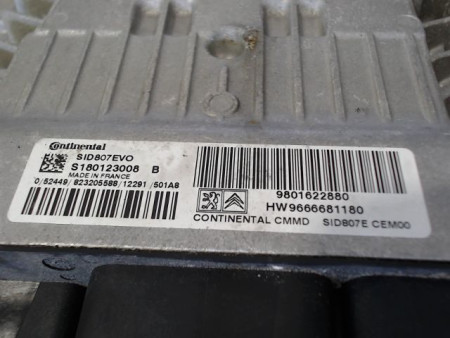 Continental
SID807EVO
S180123008 B
MADE IN FRANCE
0/52449/823205588/12291/501A8
9801622880
HW9666681180
CONTINENTAL CMMD SID807E CEM00